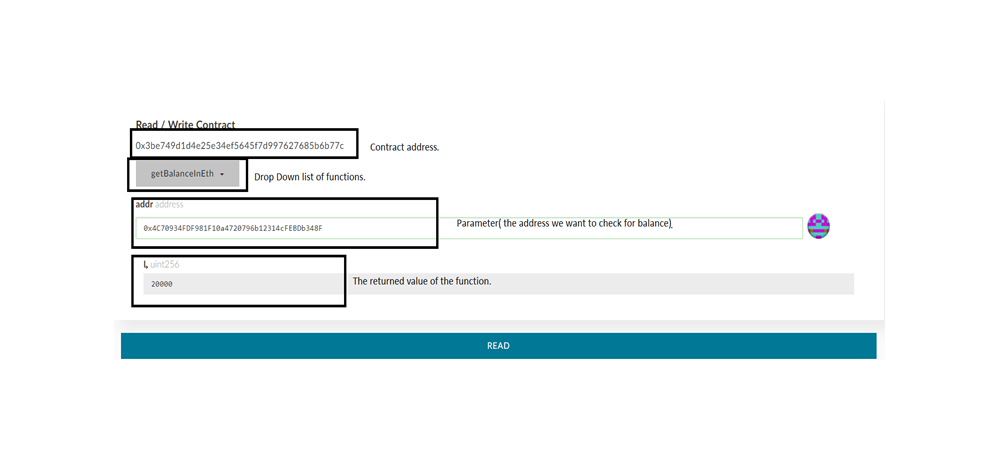 Read / Write Contract
0x3be749d1d4e25e34ef5645f7d997627685b6b77c
Contract address.
getBalanceInEth
Drop Down list of functions.
addr address
0x4C70934FDF981F10a4720796b12314cFEBDb348F
Parameter( the address we want to check for balance)
L uint256
20000
The returned value of the function.
READ